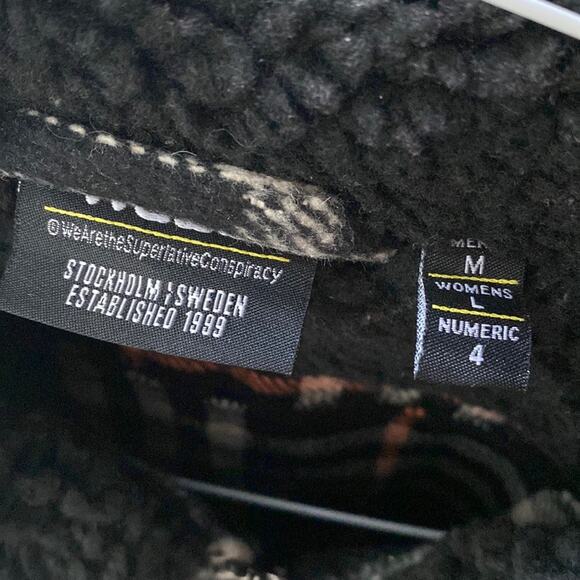 ©WeAretheSuperlativeConspiracy
STOCKHOLM SWEDEN
ESTABLISHED 1999
M
WOMENS
L
NUMERIC
4